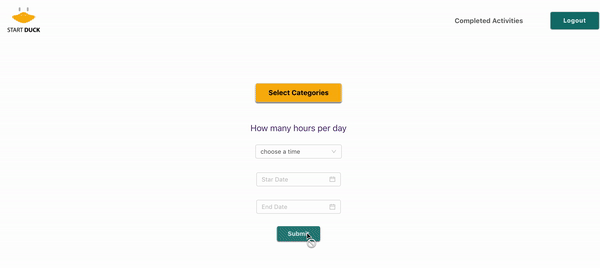 START DUCK
Completed Activities
Logout
Select Categories
How many hours per day
choose a time
Star Date
End Date
Submit